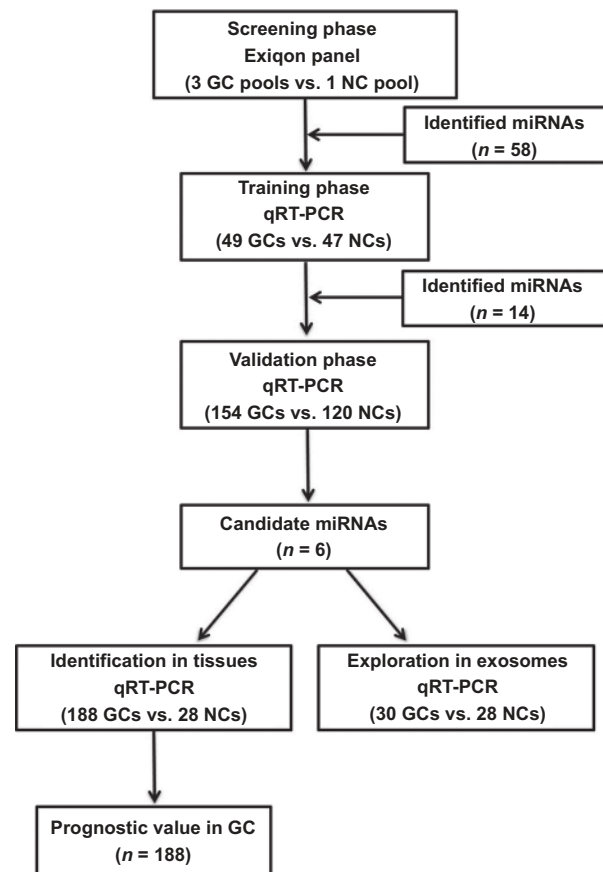 Screening phase
Exiqon panel
(3 GC pools vs. 1 NC pool)
Identified miRNAs
(n = 58)
Training phase
qRT-PCR
(49 GCs vs. 47 NCs)
Identified miRNAs
(n = 14)
Validation phase
qRT-PCR
(154 GCs vs. 120 NCs)
Candidate miRNAs
(n = 6)
Identification in tissues
qRT-PCR
(188 GCs vs. 28 NCs)
Exploration in exosomes
qRT-PCR
(30 GCs vs. 28 NCs)
Prognostic value in GC
(n = 188)